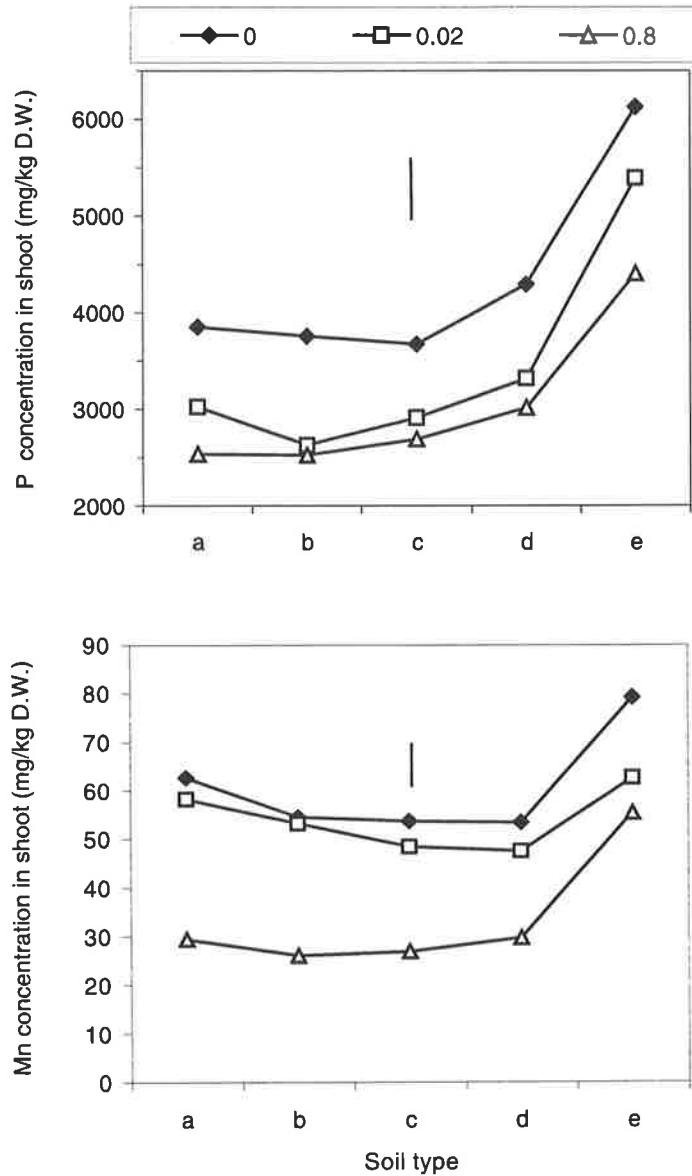 0 0.02 0.8
P concentration in shoot (mg/kg D.W.)
6000
5000
4000
3000
2000
a b c d e
Mn concentration in shoot (mg/kg D.W.)
90
80
70
60
50
40
30
20
10
0
a b c d e
Soil type